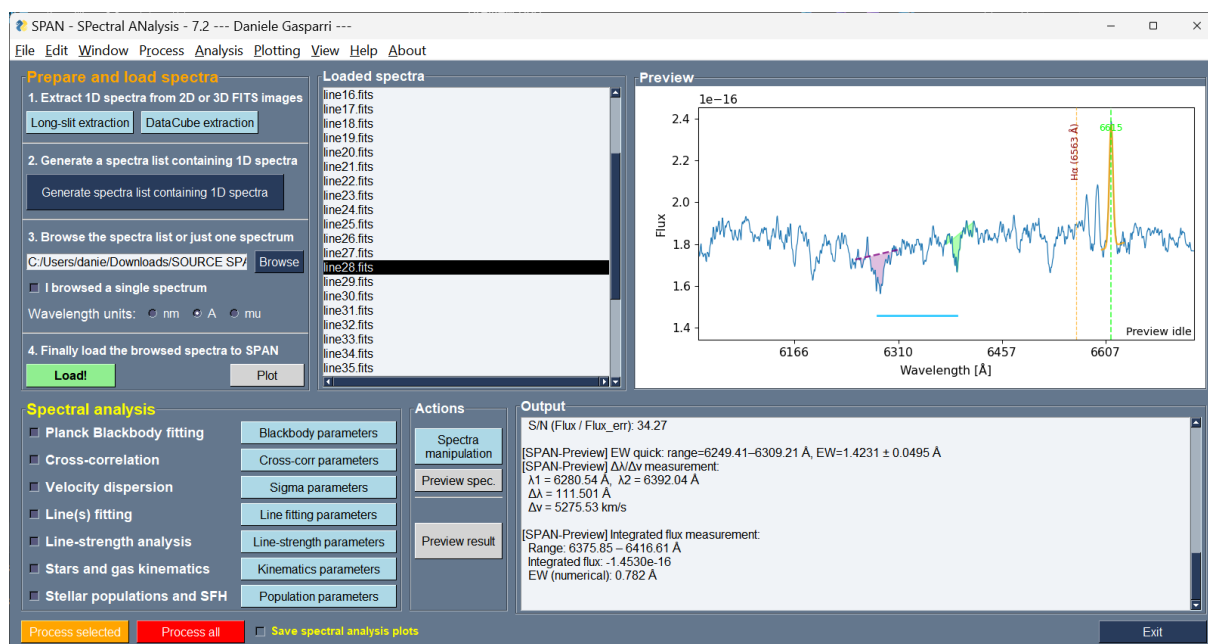 SPAN - SPectral ANalysis - 7.2 --- Daniele Gasparri ---
File Edit Window Process Analysis Plotting View Help About
Prepare and load spectra
1. Extract 1D spectra from 2D or 3D FITS images
Long-slit extraction DataCube extraction
2. Generate a spectra list containing 1D spectra
Generate spectra list containing 1D spectra
3. Browse the spectra list or just one spectrum
C:/Users/danie/Downloads/SOURCE SPA Browse
I browsed a single spectrum
Wavelength units: nm A mu
4. Finally load the browsed spectra to SPAN
Load! Plot
Loaded spectra
line16.fits
line17.fits
line18.fits
line19.fits
line20.fits
line21.fits
line22.fits
line23.fits
line24.fits
line25.fits
line26.fits
line27.fits
line28.fits
line29.fits
line30.fits
line31.fits
line32.fits
line33.fits
line34.fits
line35.fits
Preview
1e−16
2.4
2.2
2.0
1.8
1.6
1.4
Flux
Hα (6563 Å)
6615
Preview idle
6166 6310 6457 6607
Wavelength [Å]
Spectral analysis
Planck Blackbody fitting Blackbody parameters
Cross-correlation Cross-corr parameters
Velocity dispersion Sigma parameters
Line(s) fitting Line fitting parameters
Line-strength analysis Line-strength parameters
Stars and gas kinematics Kinematics parameters
Stellar populations and SFH Population parameters
Actions
Spectra
manipulation
Preview spec.
Preview result
Output
S/N (Flux / Flux_err): 34.27
[SPAN-Preview] EW quick: range=6249.41–6309.21 Å, EW=1.4231 ± 0.0495 Å
[SPAN-Preview] Δλ/Δv measurement:
λ1 = 6280.54 Å, λ2 = 6392.04 Å
Δλ = 111.501 Å
Δv = 5275.53 km/s
[SPAN-Preview] Integrated flux measurement:
Range: 6375.85 – 6416.61 Å
Integrated flux: -1.4530e-16
EW (numerical): 0.782 Å
Process selected Process all Save spectral analysis plots Exit